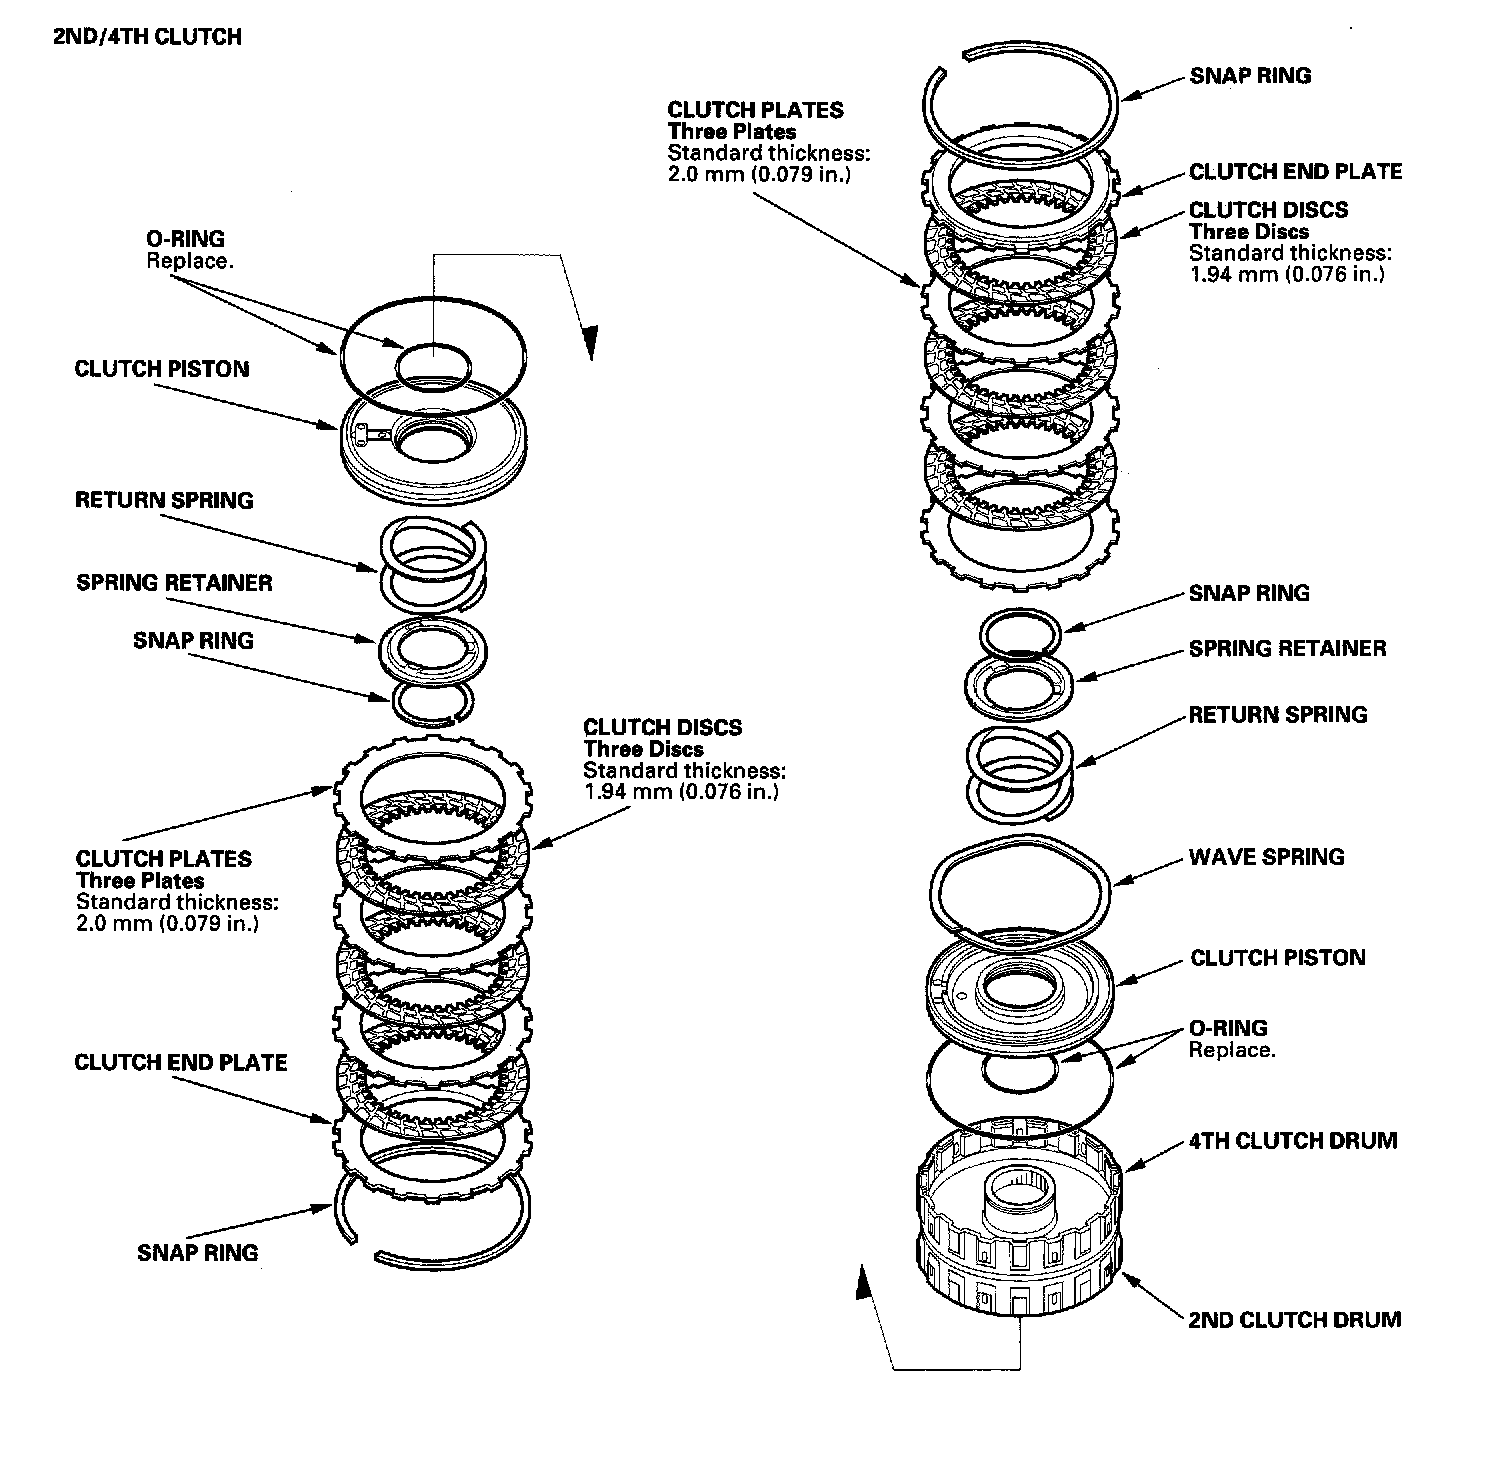 2ND/4TH CLUTCH
O-RING
Replace.
CLUTCH PISTON
RETURN SPRING
SPRING RETAINER
SNAP RING
CLUTCH DISCS
Three Discs
Standard thickness:
1.94 mm (0.076 in.)
CLUTCH PLATES
Three Plates
Standard thickness:
2.0 mm (0.079 in.)
CLUTCH END PLATE
SNAP RING
CLUTCH PLATES
Three Plates
Standard thickness:
2.0 mm (0.079 in.)
SNAP RING
CLUTCH END PLATE
CLUTCH DISCS
Three Discs
Standard thickness:
1.94 mm (0.076 in.)
SNAP RING
SPRING RETAINER
RETURN SPRING
WAVE SPRING
CLUTCH PISTON
O-RING
Replace.
4TH CLUTCH DRUM
2ND CLUTCH DRUM